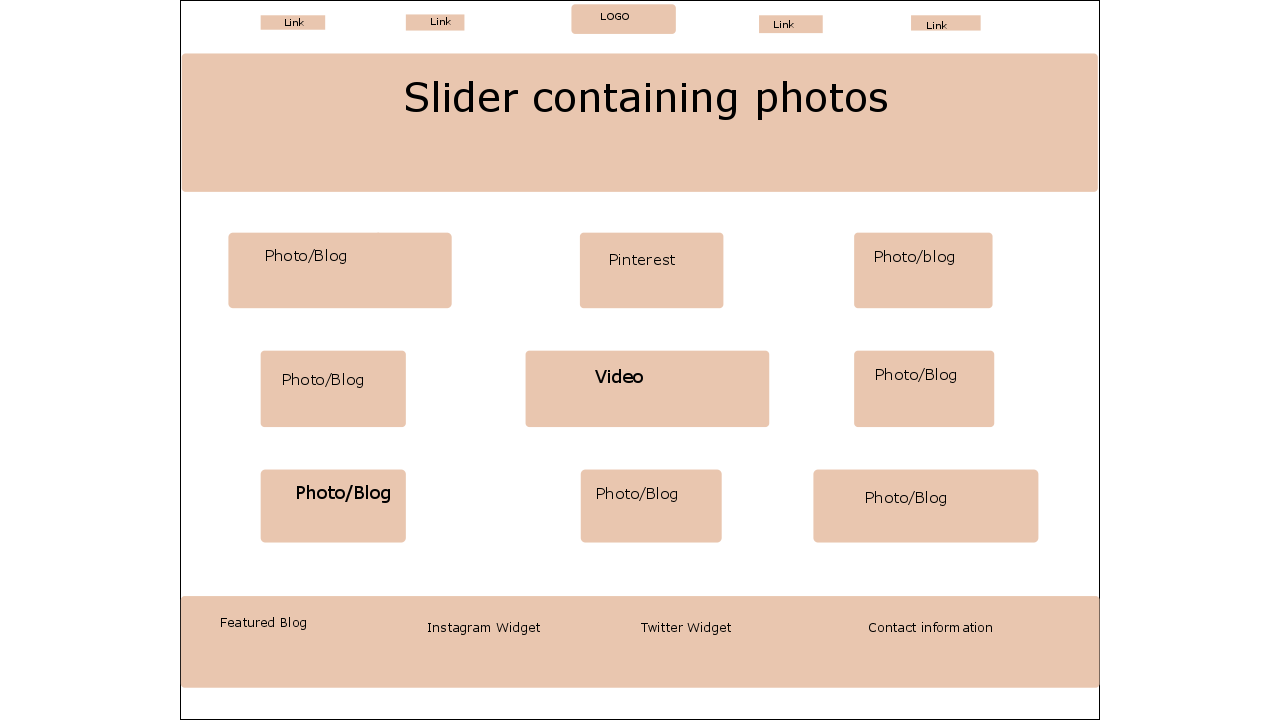 Link
Link
LOGO
Link
Link
Slider containing photos
Photo/Blog
Pinterest
Photo/blog
Photo/Blog
Video
Photo/Blog
Photo/Blog
Photo/Blog
Photo/Blog
Featured Blog
Instagram Widget
Twitter Widget
Contact information